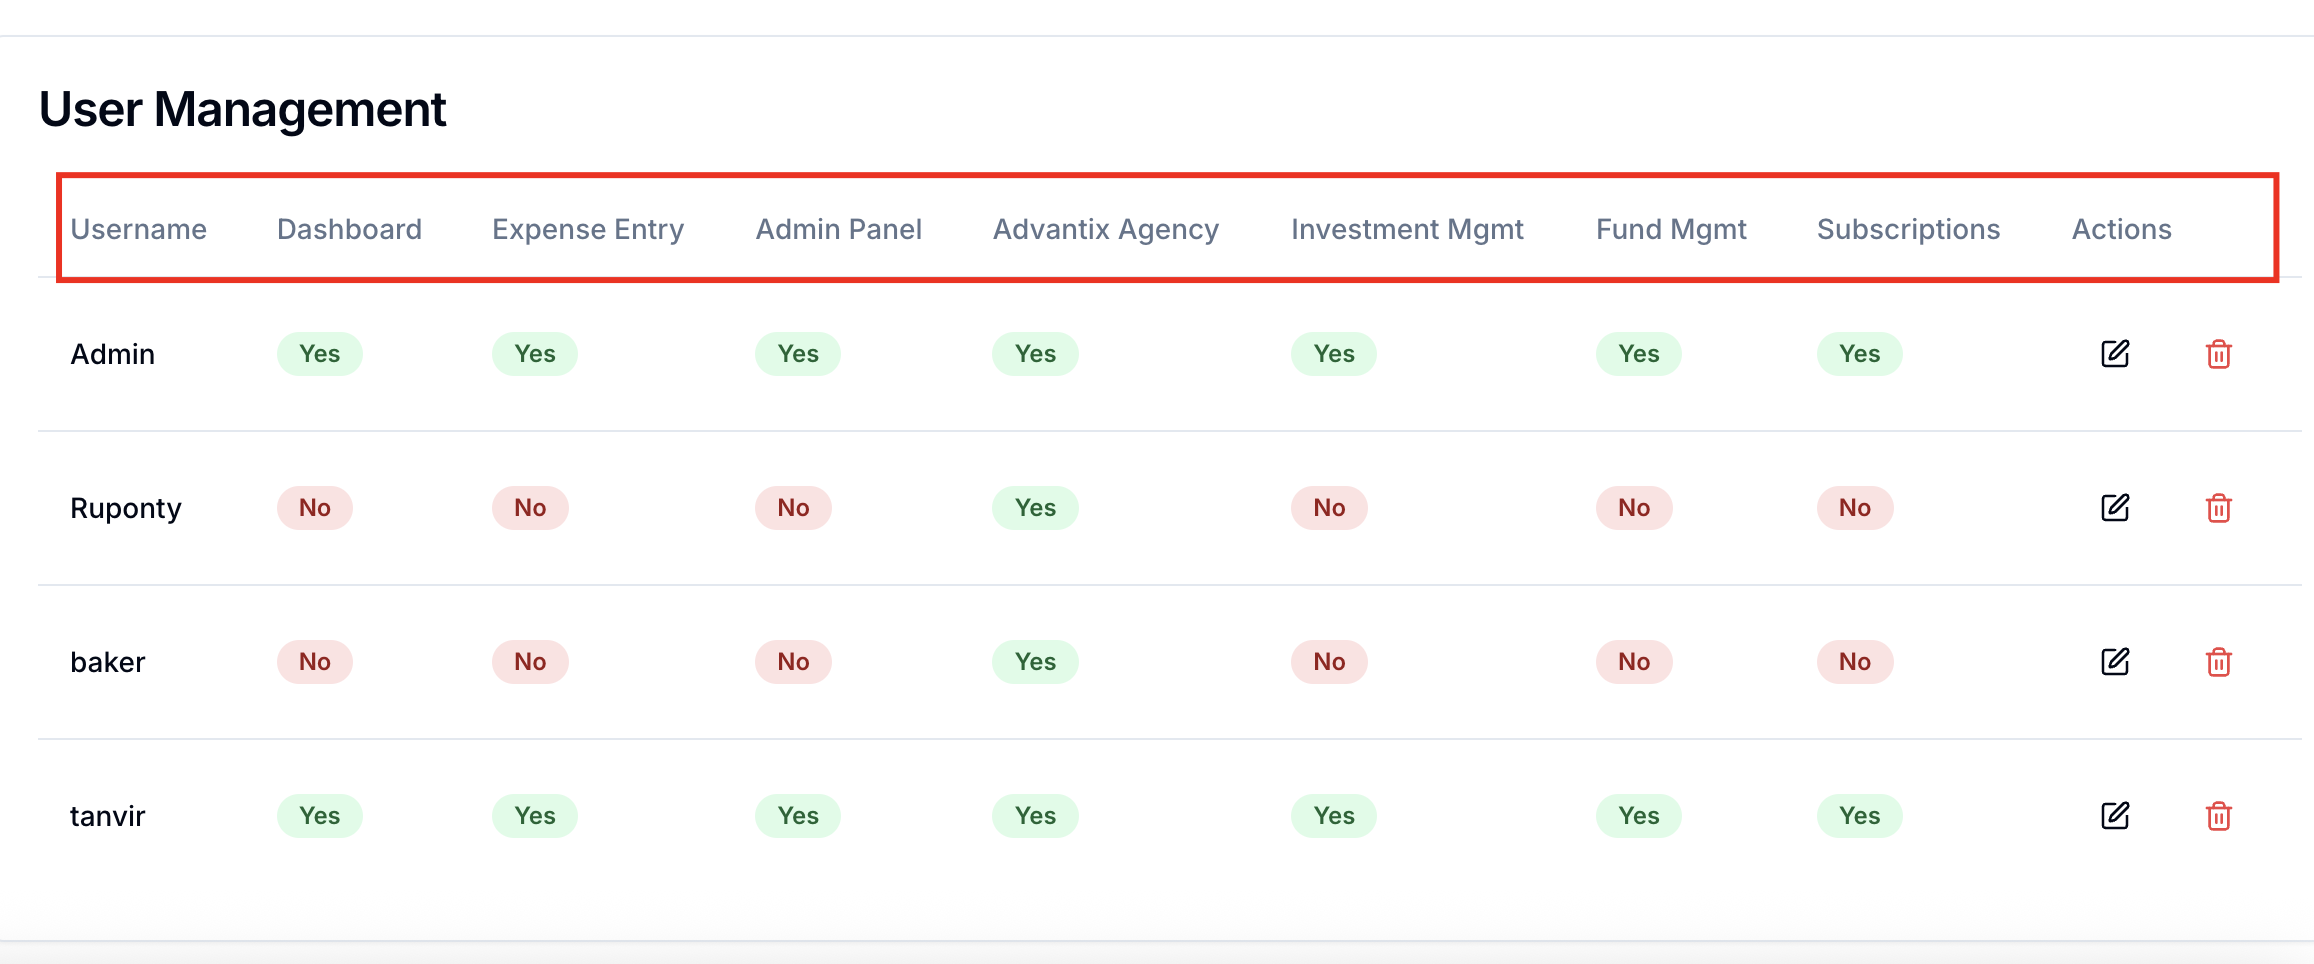 User Management
Username Dashboard Expense Entry Admin Panel Advantix Agency Investment Mgmt Fund Mgmt Subscriptions Actions
Admin Yes Yes Yes Yes Yes Yes Yes
Ruponty No No No Yes No No No
baker No No No Yes No No No
tanvir Yes Yes Yes Yes Yes Yes Yes